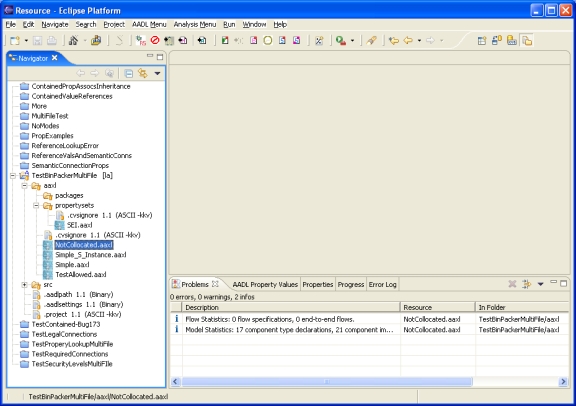 Resource - Eclipse Platform
File Edit Navigate Search Project AADL Menu Analysis Menu Run Window Help
Navigator
ContainedPropAssocsInheritance
ContainedValueReferences
More
MultiFileTest
NoModes
PropExamples
ReferenceLookupError
ReferenceValsAndSemanticConns
SemanticConnectionProps
TestBinPackerMultiFile [la]
aaxl
packages
propertysets
.cvsignore 1.1 (ASCII -kkv)
SEI.aaxl
.cvsignore 1.1 (ASCII -kkv)
NotCollocated.aaxl
Simple_S_Instance.aaxl
Simple.aaxl
TestAllowed.aaxl
src
.aadlpath 1.1 (Binary)
.aadlsettings 1.1 (Binary)
.project 1.1 (ASCII -kkv)
TestContained-Bug173
TestLegalConnections
TestProperyLookupMultiFile
TestRequiredConnections
TestSecurityLevelsMultiFIle
Problems AADL Property Values Properties Progress Error Log
0 errors, 0 warnings, 2 infos
Description Resource In Folder
Flow Statistics: 0 flow specifications, 0 end-to-end flows. NotCollocated.aaxl TestBinPackerMultiFile/aaxl
Model Statistics: 17 component type declarations, 21 component im... NotCollocated.aaxl TestBinPackerMultiFile/aaxl
TestBinPackerMultiFile/aaxl/NotCollocated.aaxl